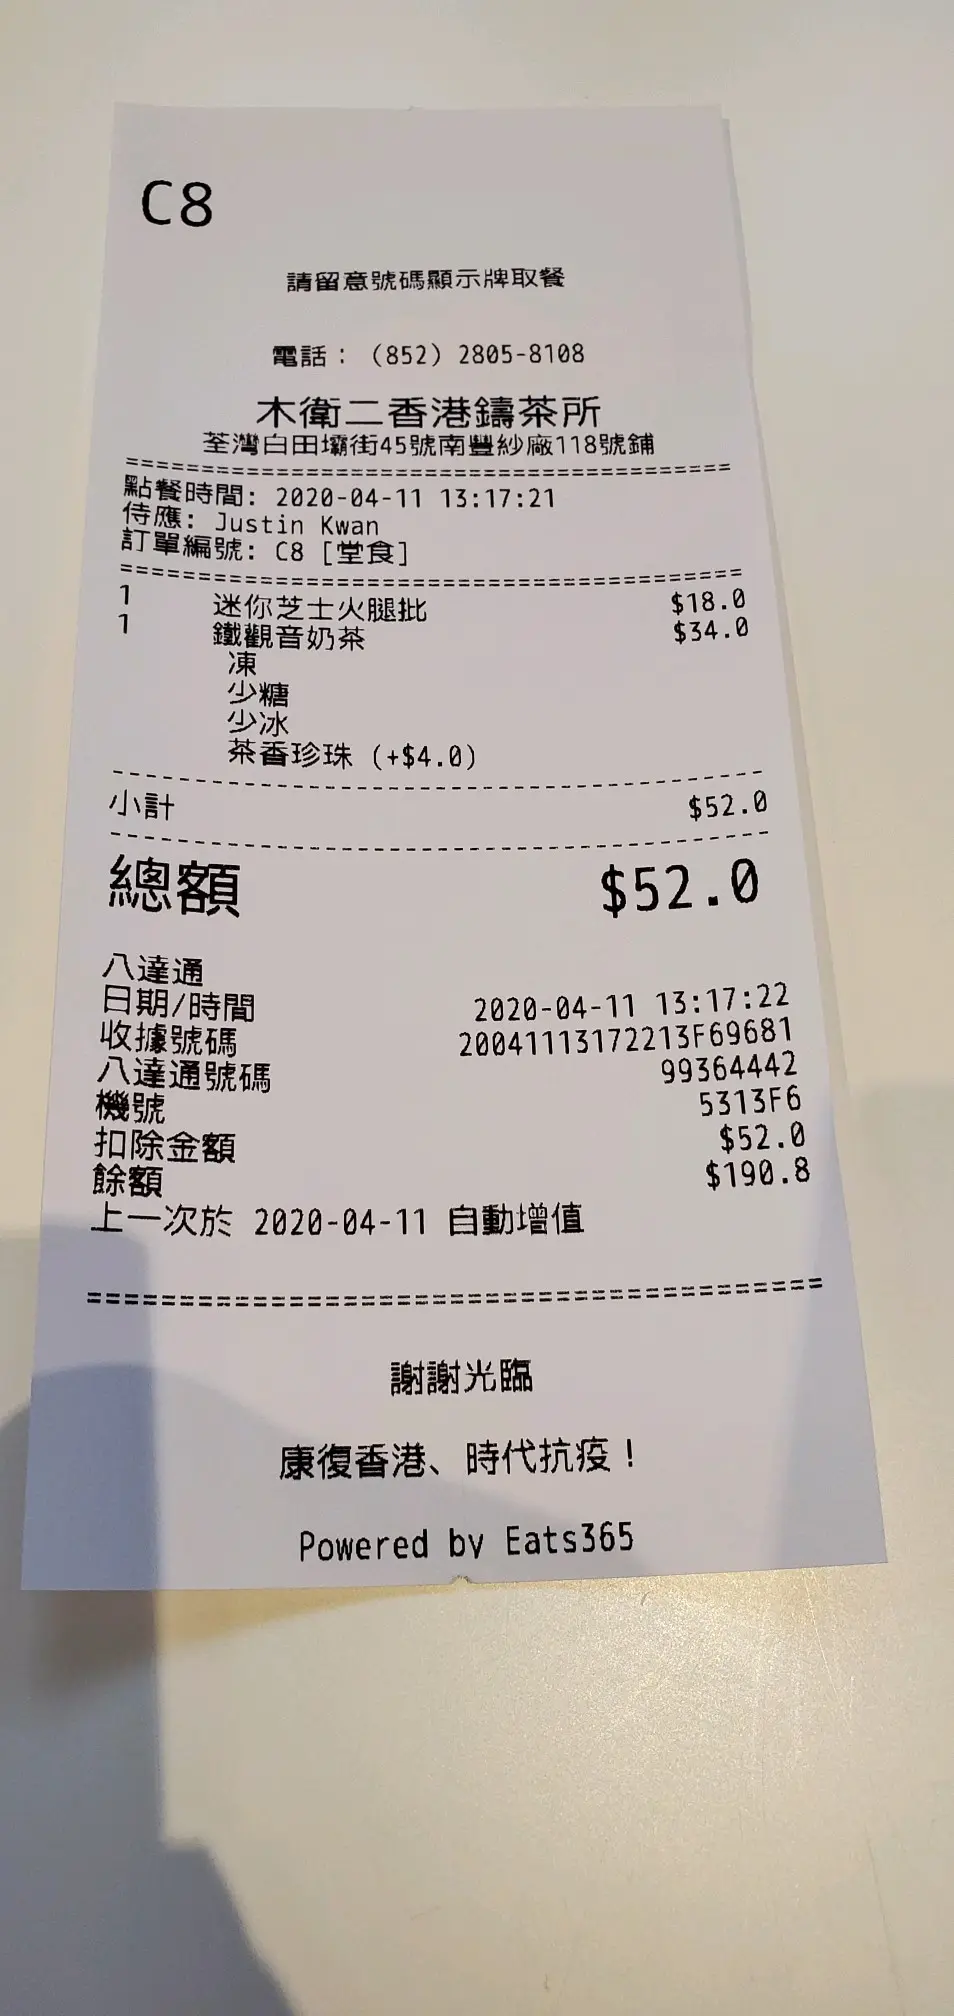 C8
請留意號碼顯示牌取餐
電話：（852）2805-8108
木衛二香港鑄茶所
荃灣白田壩街45號南豐紗廠118號鋪
========================================
點餐時間: 2020-04-11 13:17:21
侍應: Justin Kwan
訂單編號: C8 [堂食]
========================================
1 迷你芝士火腿批 $18.0
1 鐵觀音奶茶 $34.0
凍
少糖
少冰
茶香珍珠 (+$4.0)
----------------------------------------
小計 $52.0
----------------------------------------
總額 $52.0
八達通
日期/時間 2020-04-11 13:17:22
收據號碼 20041113172213F69681
八達通號碼 99364442
機號 5313F6
扣除金額 $52.0
餘額 $190.8
上一次於 2020-04-11 自動增值
========================================
謝謝光臨
康復香港、時代抗疫！
Powered by Eats365